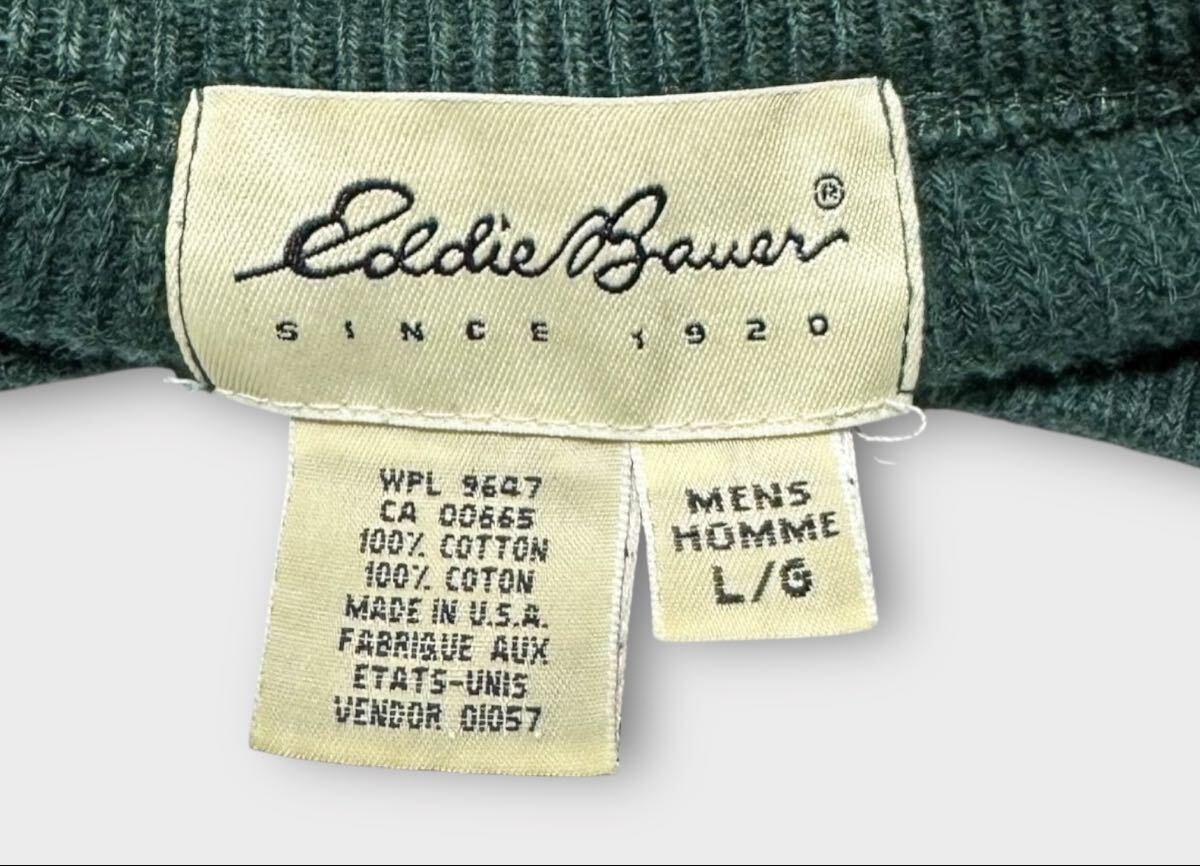 Eddie Bauer®
SINCE 1920
WPL 9647
CA 00665
100% COTTON
100% COTON
MADE IN U.S.A.
FABRIQUE AUX
ETATS-UNIS
VENDOR 01057
MENS
HOMME
L/G